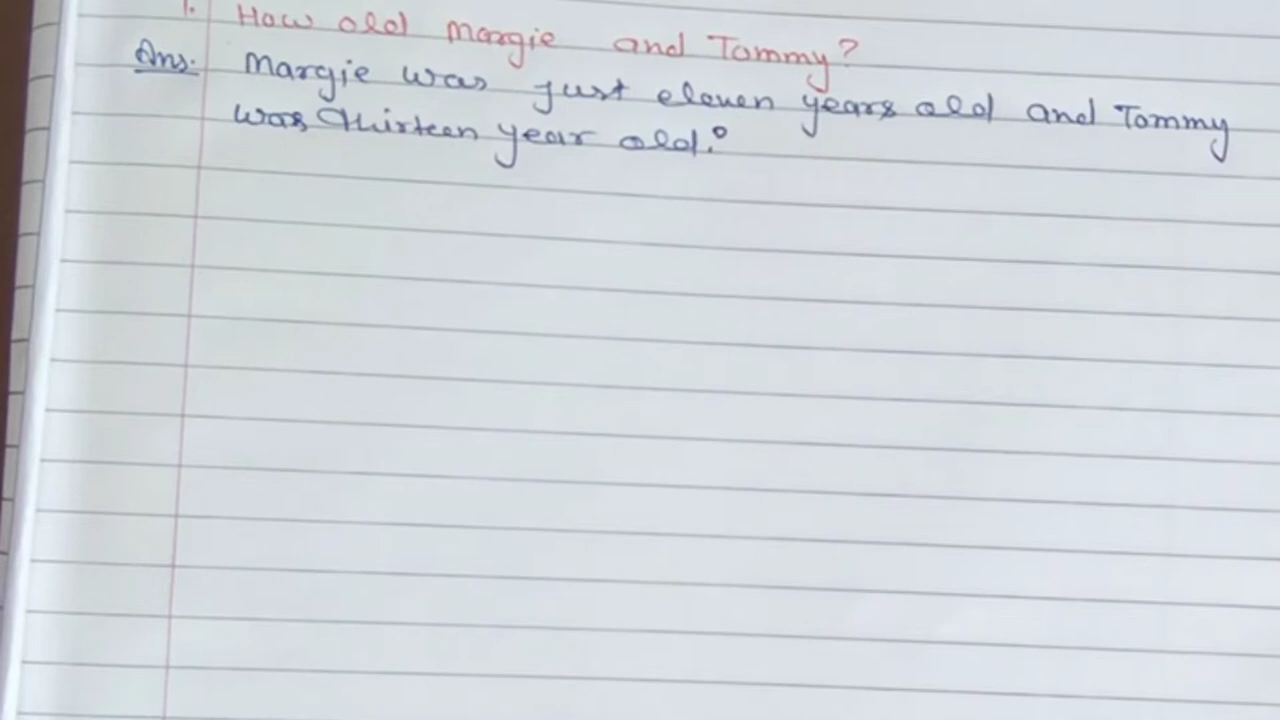 1. How old Margie and Tommy?
Ans. Margie was just eleven years old and Tommy
was thirteen year old.